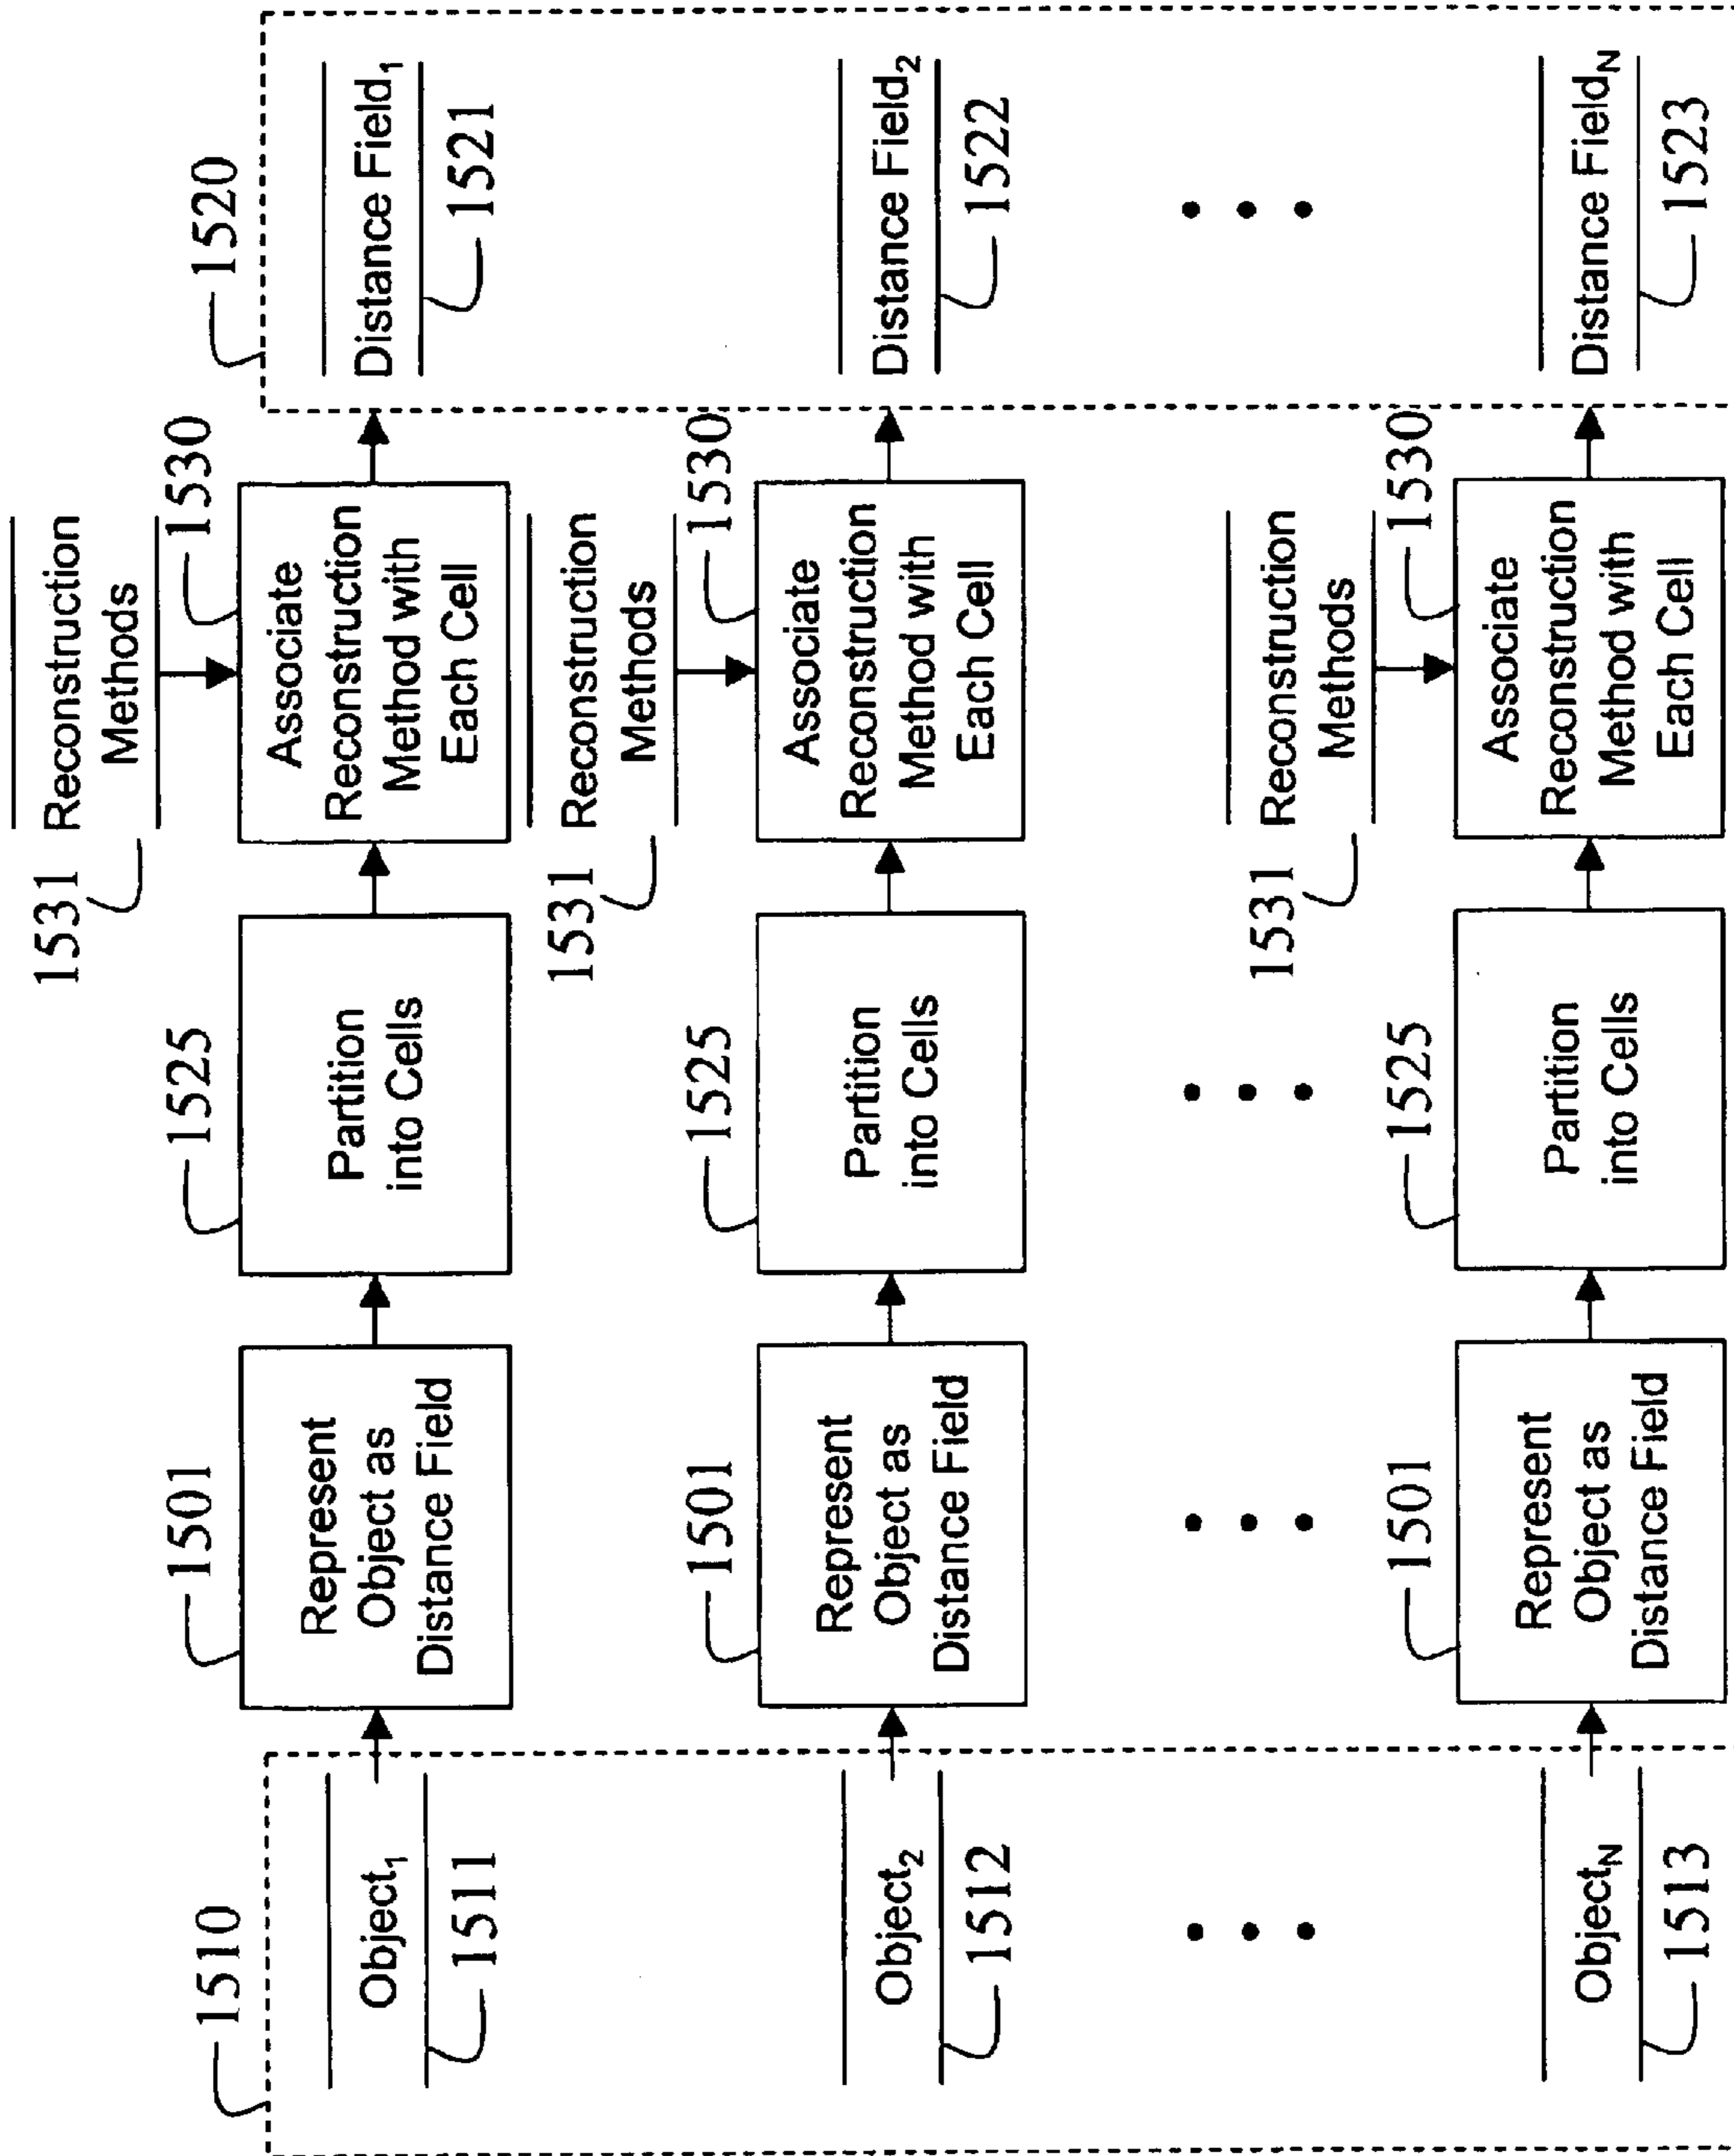 1510
Object1
1511
1501
Represent
Object as
Distance Field
1525
Partition
into Cells
1531
Reconstruction
Methods
1530
Associate
Reconstruction
Method with
Each Cell
1520
Distance Field1
1521
Object2
1512
1501
Represent
Object as
Distance Field
1525
Partition
into Cells
1531
Reconstruction
Methods
1530
Associate
Reconstruction
Method with
Each Cell
Distance Field2
1522
ObjectN
1513
1501
Represent
Object as
Distance Field
1525
Partition
into Cells
1531
Reconstruction
Methods
1530
Associate
Reconstruction
Method with
Each Cell
Distance FieldN
1523